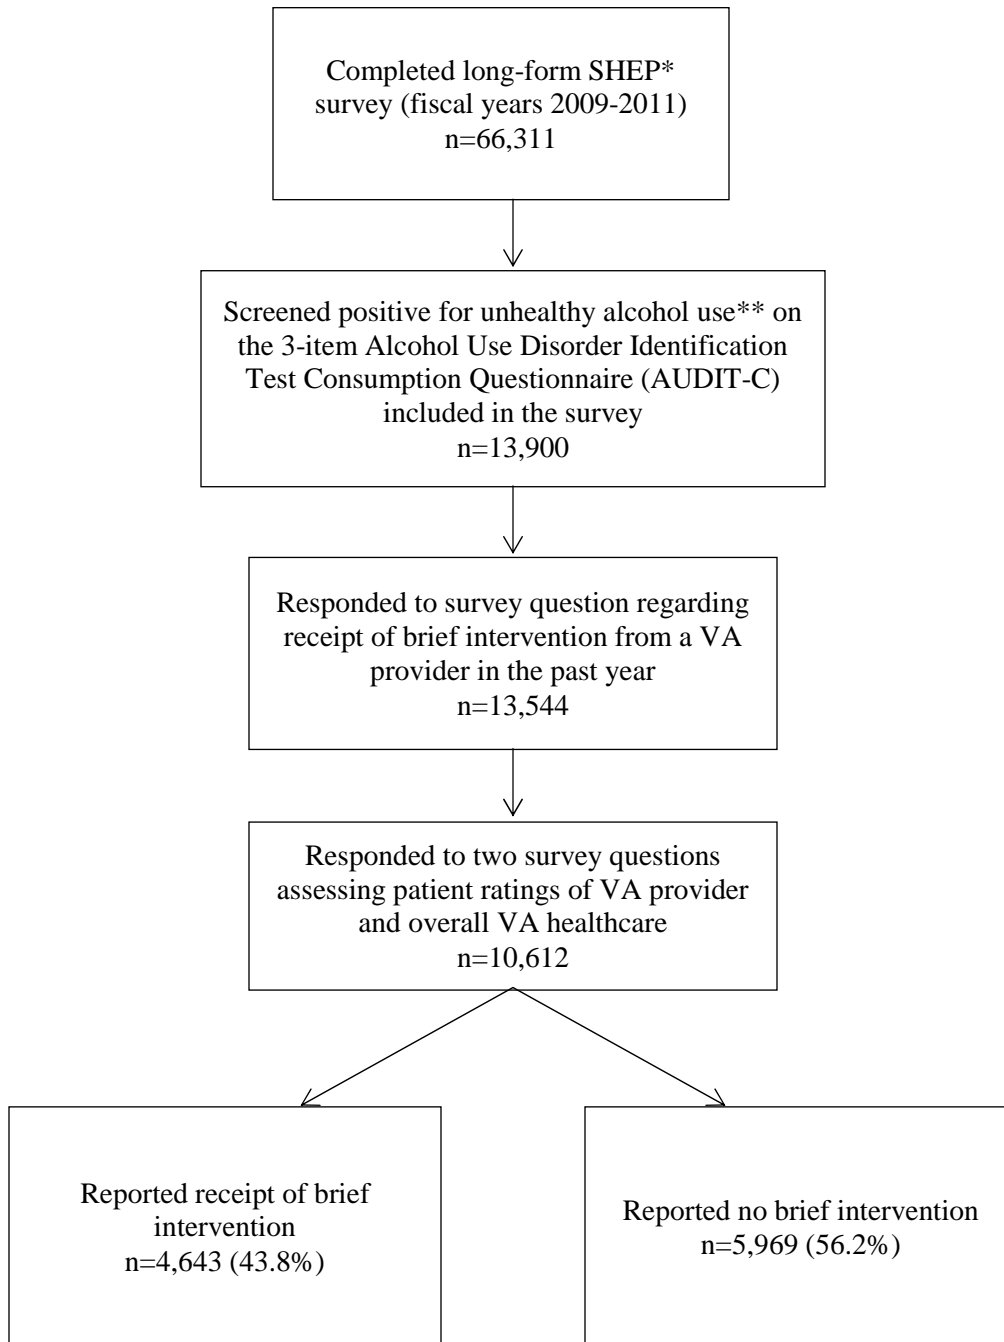 Completed long-form SHEP*
survey (fiscal years 2009-2011)
n=66,311
Screened positive for unhealthy alcohol use** on
the 3-item Alcohol Use Disorder Identification
Test Consumption Questionnaire (AUDIT-C)
included in the survey
n=13,900
Responded to survey question regarding
receipt of brief intervention from a VA
provider in the past year
n=13,544
Responded to two survey questions
assessing patient ratings of VA provider
and overall VA healthcare
n=10,612
Reported receipt of brief
intervention
n=4,643 (43.8%)
Reported no brief intervention
n=5,969 (56.2%)